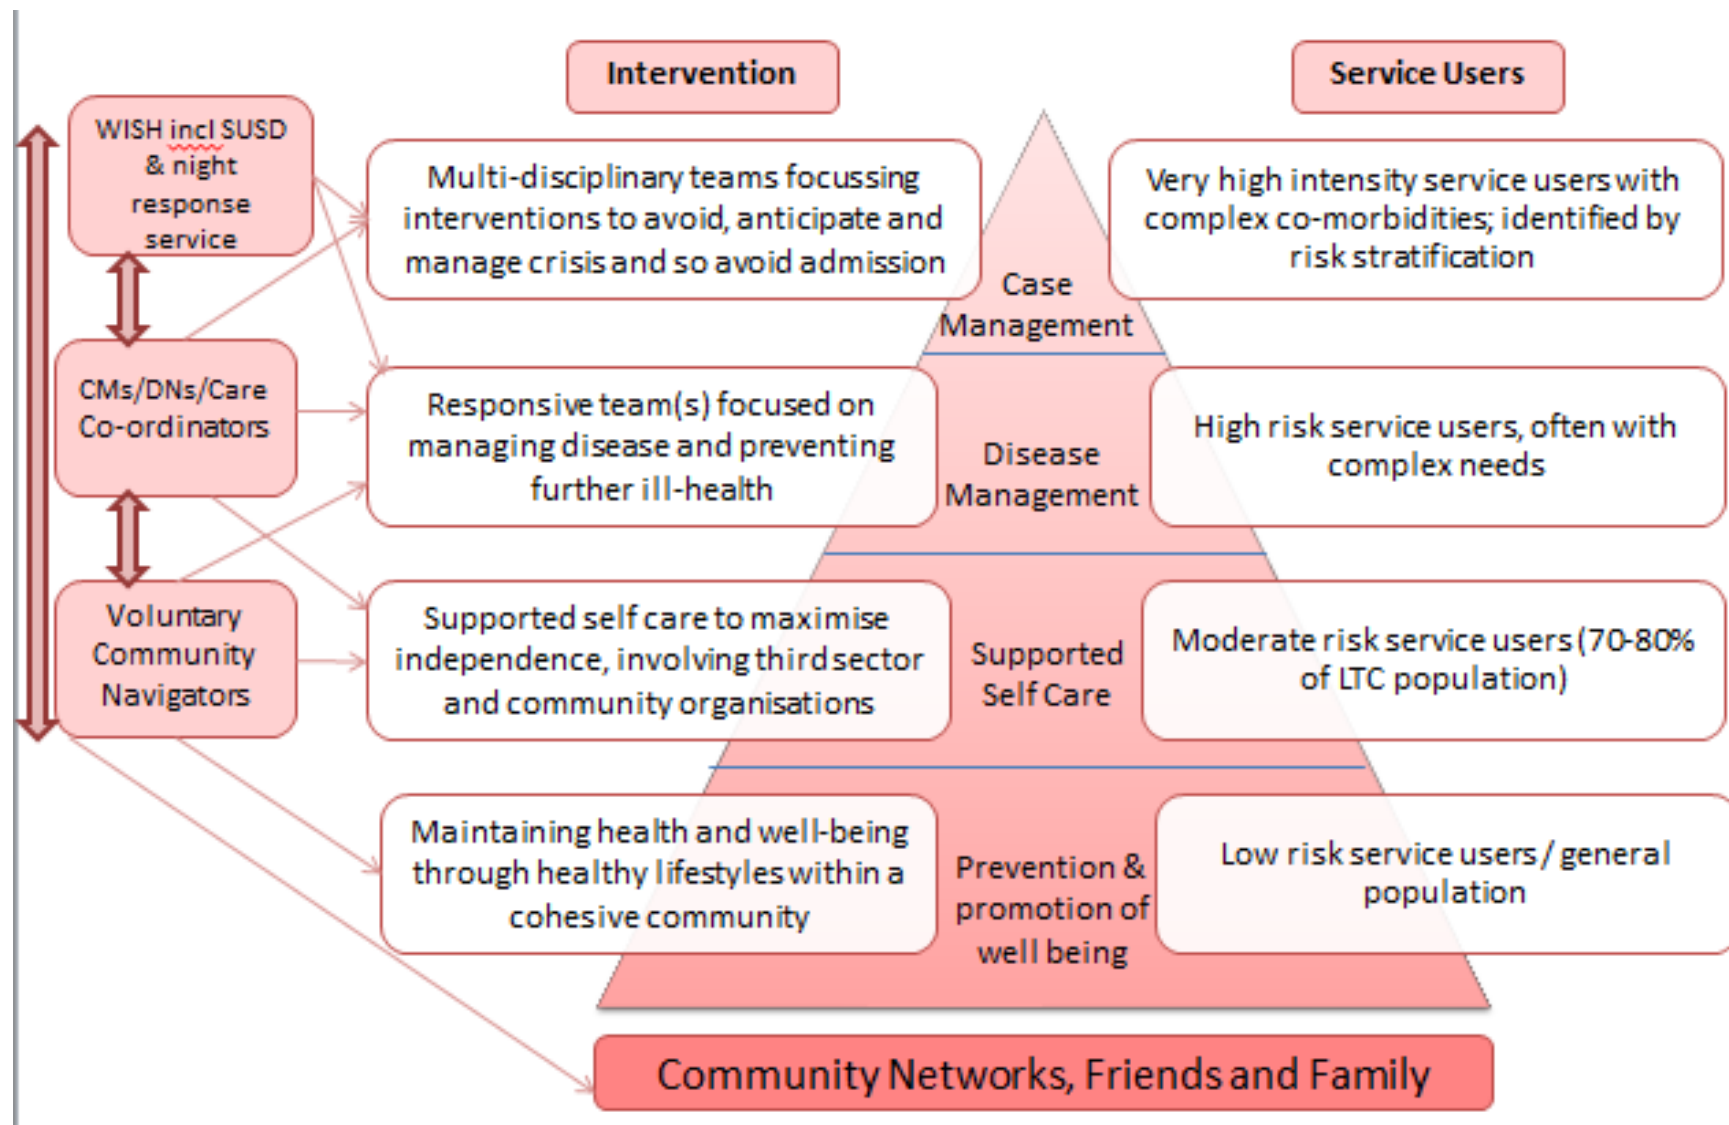 Intervention
Service Users
WISH incl SUSD
& night
response
service
Multi-disciplinary teams focussing
interventions to avoid, anticipate and
manage crisis and so avoid admission
Case
Management
Very high intensity service users with
complex co-morbidities; identified by
risk stratification
CMs/DNs/Care
Co-ordinators
Responsive team(s) focused on
managing disease and preventing
further ill-health
Disease
Management
High risk service users, often with
complex needs
Voluntary
Community
Navigators
Supported self care to maximise
independence, involving third sector
and community organisations
Supported
Self Care
Moderate risk service users (70-80%
of LTC population)
Maintaining health and well-being
through healthy lifestyles within a
cohesive community
Prevention &
promotion of
well being
Low risk service users / general
population
Community Networks, Friends and Family